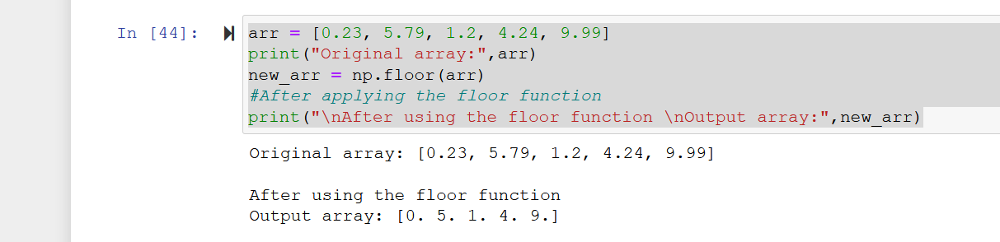 In [44]:
arr = [0.23, 5.79, 1.2, 4.24, 9.99]
print("Original array:",arr)
new_arr = np.floor(arr)
#After applying the floor function
print("\nAfter using the floor function \nOutput array:",new_arr)
Original array: [0.23, 5.79, 1.2, 4.24, 9.99]
After using the floor function
Output array: [0. 5. 1. 4. 9.]